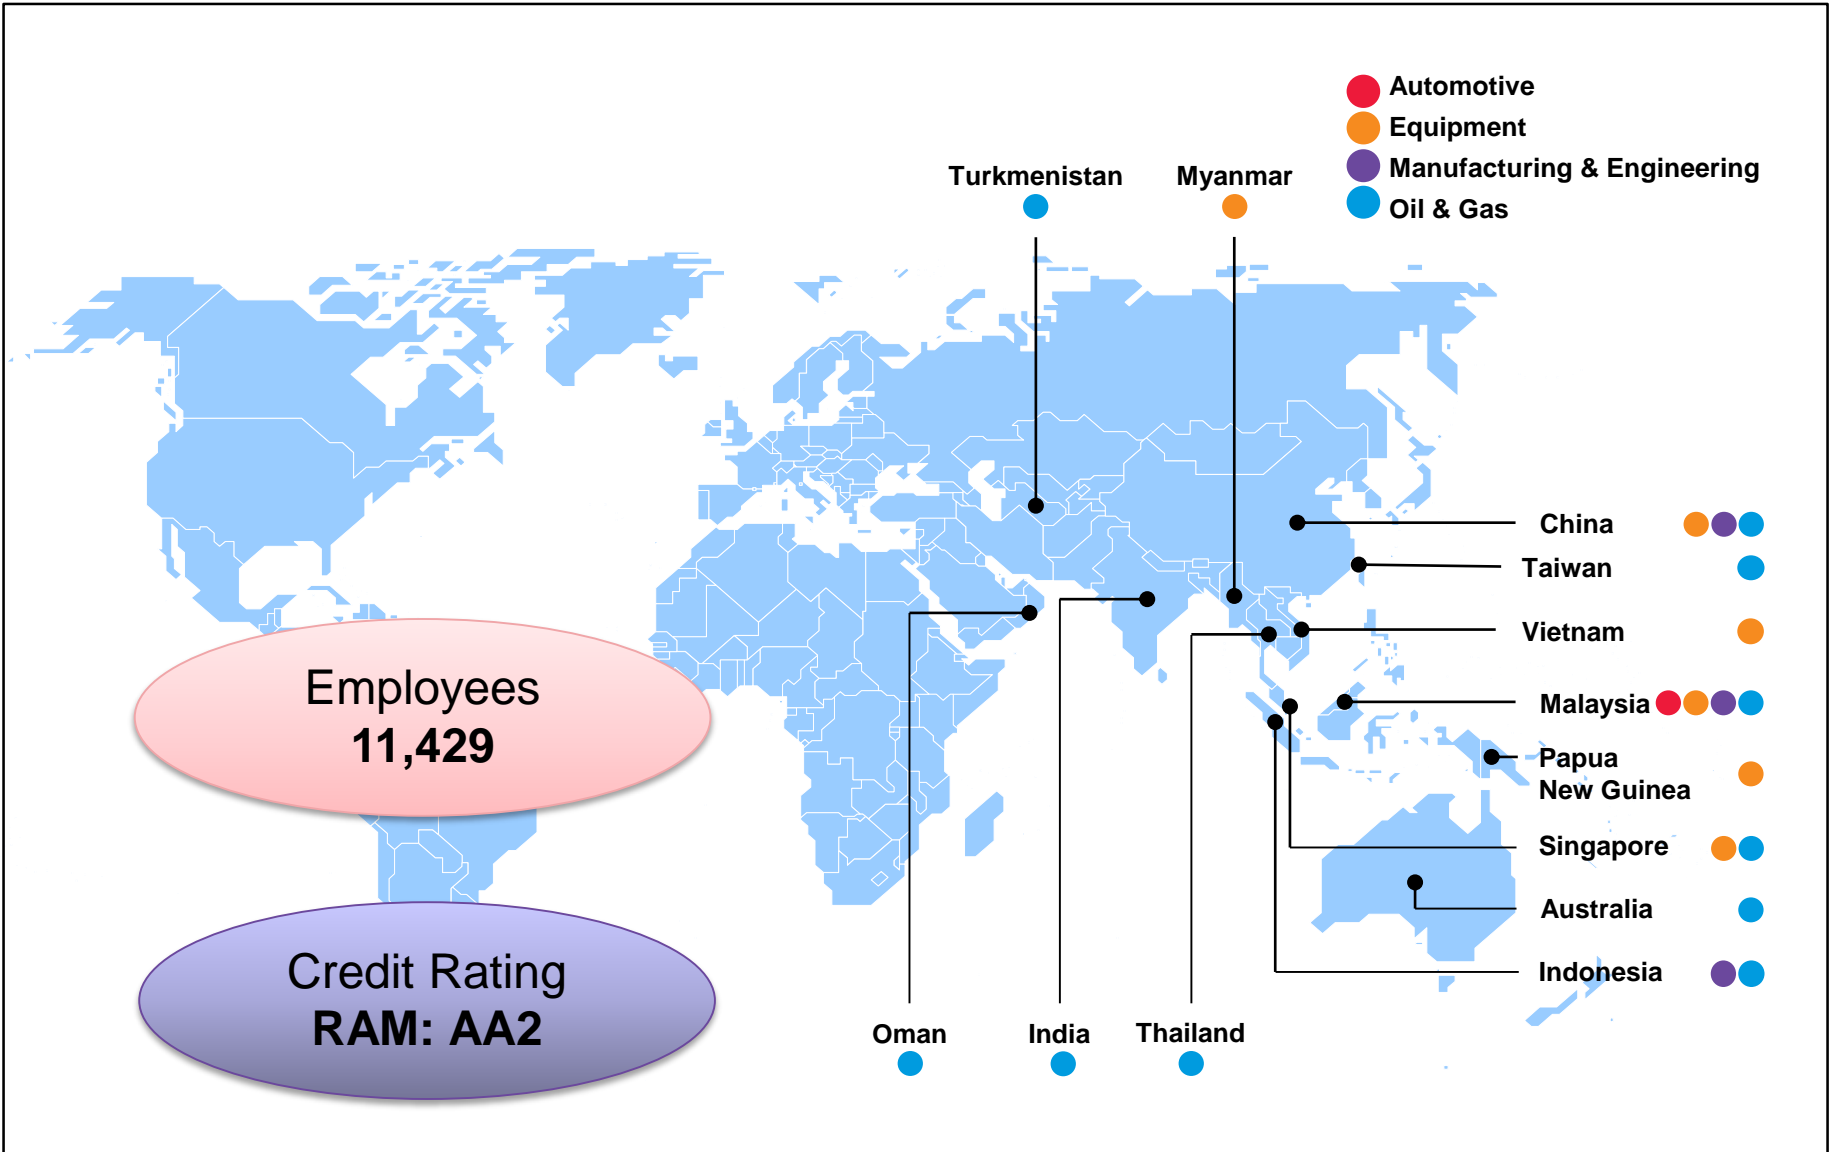 Automotive
Equipment
Manufacturing & Engineering
Oil & Gas
Turkmenistan
Myanmar
China
Taiwan
Vietnam
Malaysia
Papua
New Guinea
Singapore
Australia
Indonesia
Employees
11,429
Credit Rating
RAM: AA2
Oman
India
Thailand